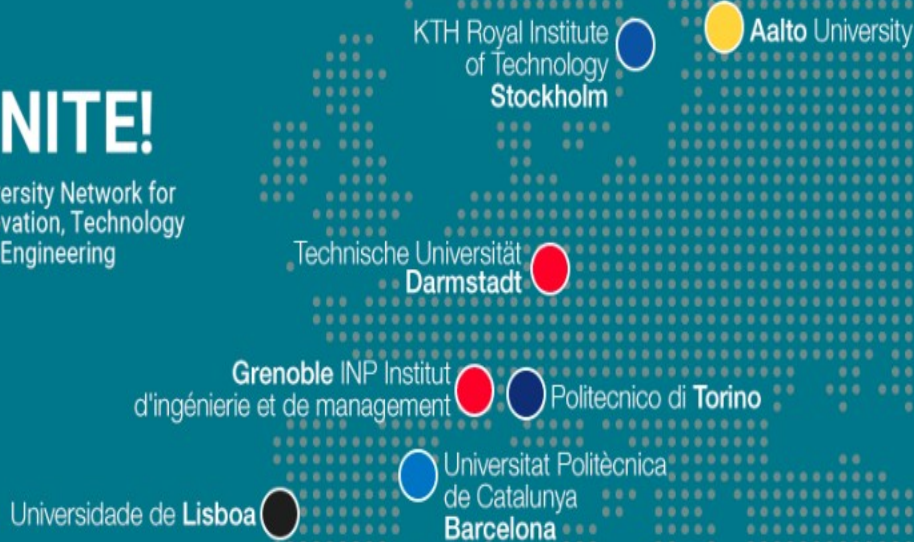 KTH Royal Institute
of Technology
Stockholm
Aalto University
NITE!
ersity Network for
vation, Technology
Engineering
Technische Universität
Darmstadt
Grenoble INP Institut
d'ingénierie et de management
Politecnico di Torino
Universitat Politècnica
de Catalunya
Barcelona
Universidade de Lisboa